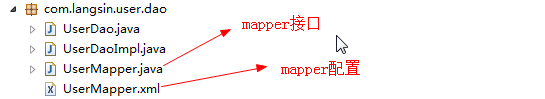 com.langsin.user.dao
UserDao.java
mapper接口
UserDaoImpl.java
UserMapper.java
mapper配置
UserMapper.xml